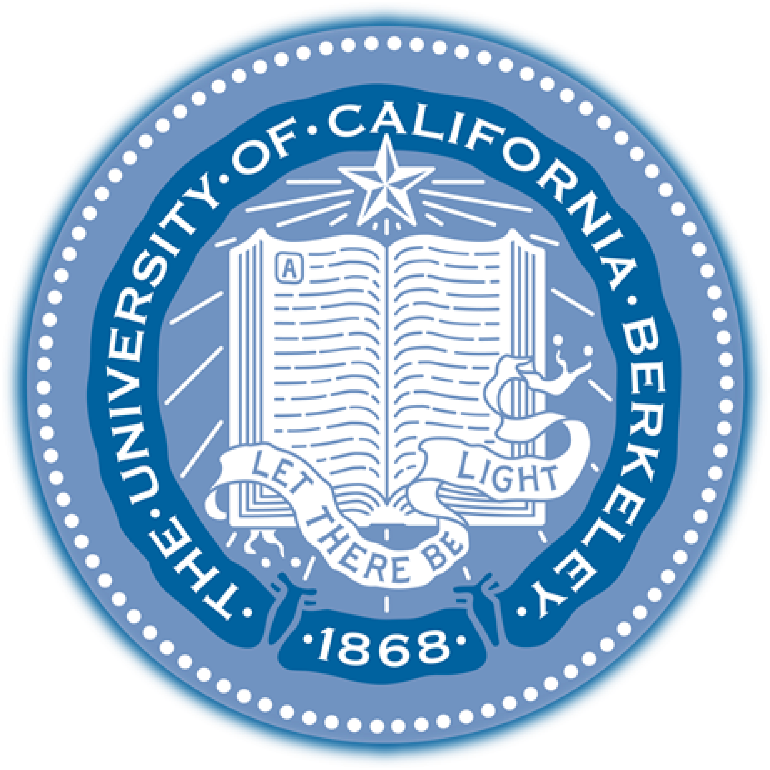 THE · UNIVERSITY · OF · CALIFORNIA · BERKELEY ·
A
LET THERE BE LIGHT
· 1868 ·